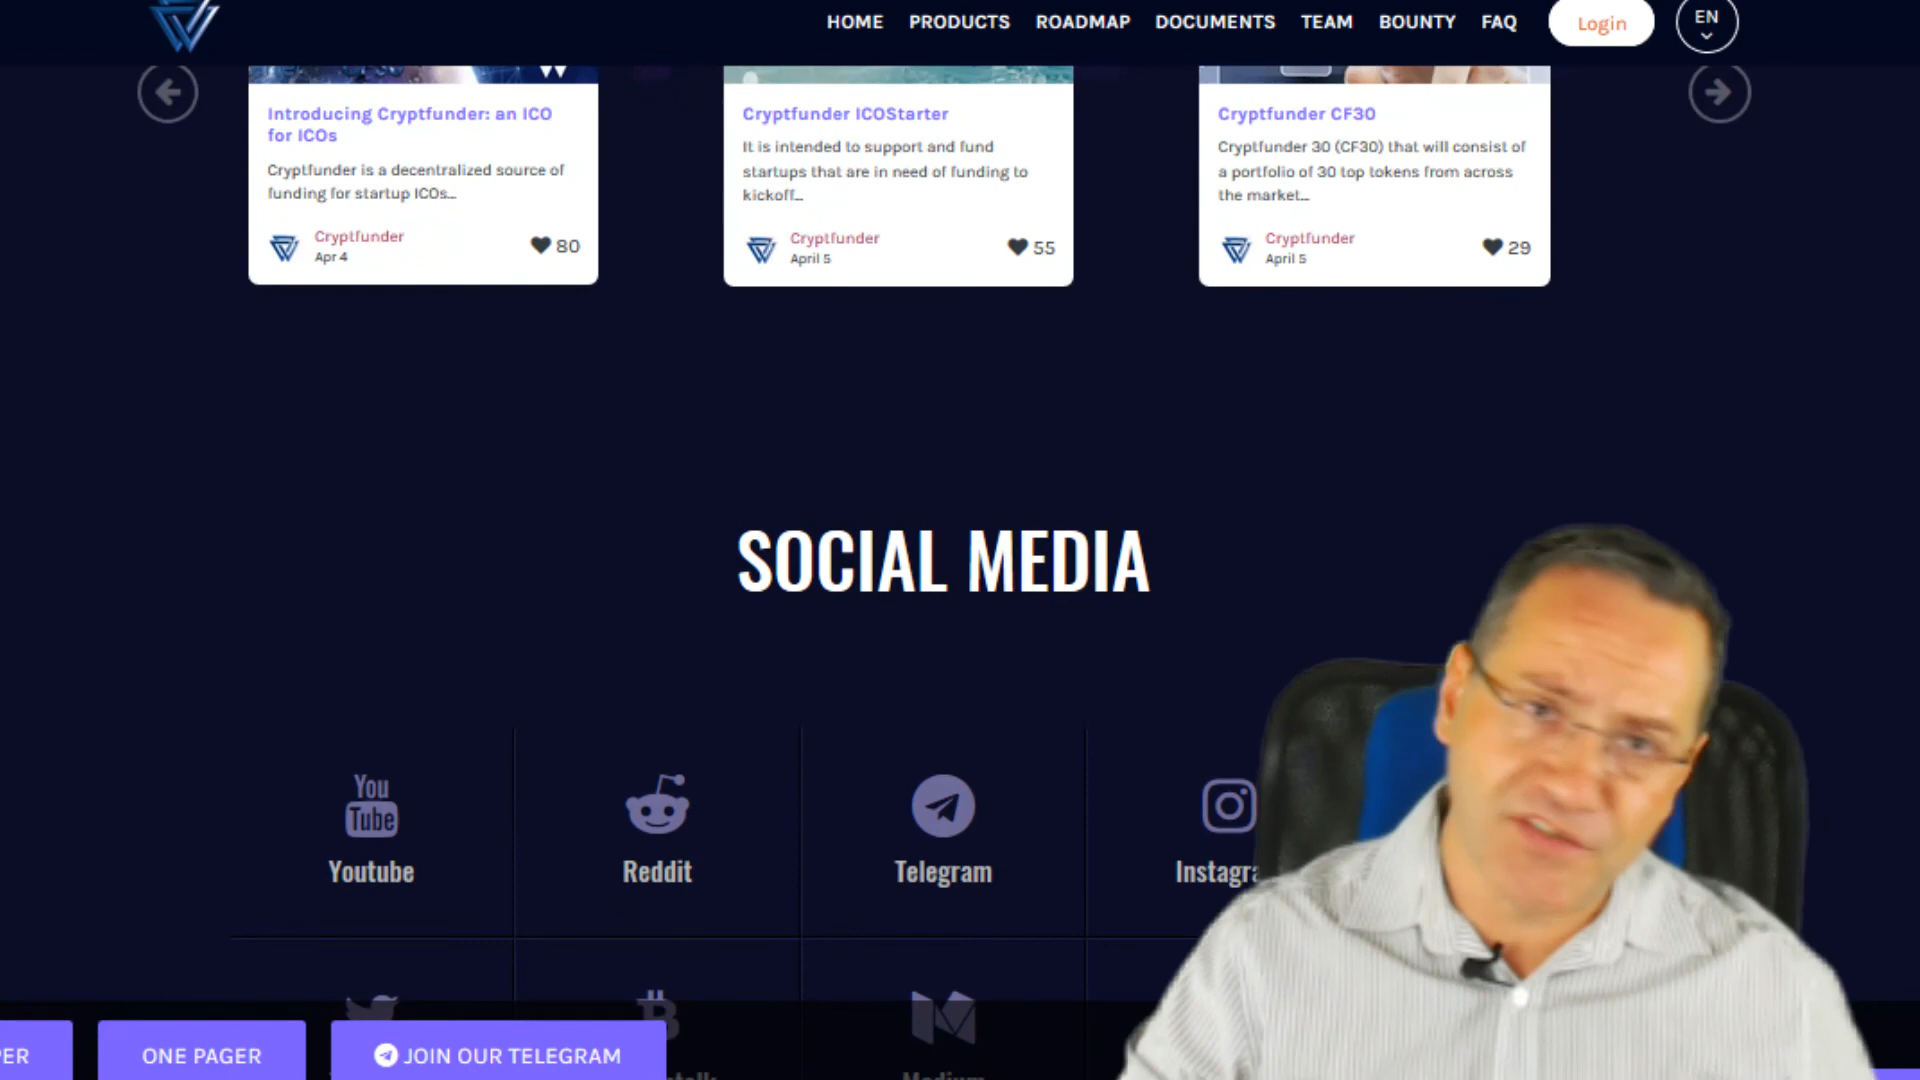 HOME PRODUCTS ROADMAP DOCUMENTS TEAM BOUNTY FAQ Login EN
Introducing Cryptfunder: an ICO
for ICOs
Cryptfunder is a decentralized source of
funding for startup ICOs...
Cryptfunder
Apr 4
80
Cryptfunder ICOStarter
It is intended to support and fund
startups that are in need of funding to
kickoff...
Cryptfunder
April 5
55
Cryptfunder CF30
Cryptfunder 30 (CF30) that will consist of
a portfolio of 30 top tokens from across
the market...
Cryptfunder
April 5
29
SOCIAL MEDIA
You
Tube
Youtube
Reddit
Telegram
Instagra
PER
ONE PAGER
JOIN OUR TELEGRAM
Medium